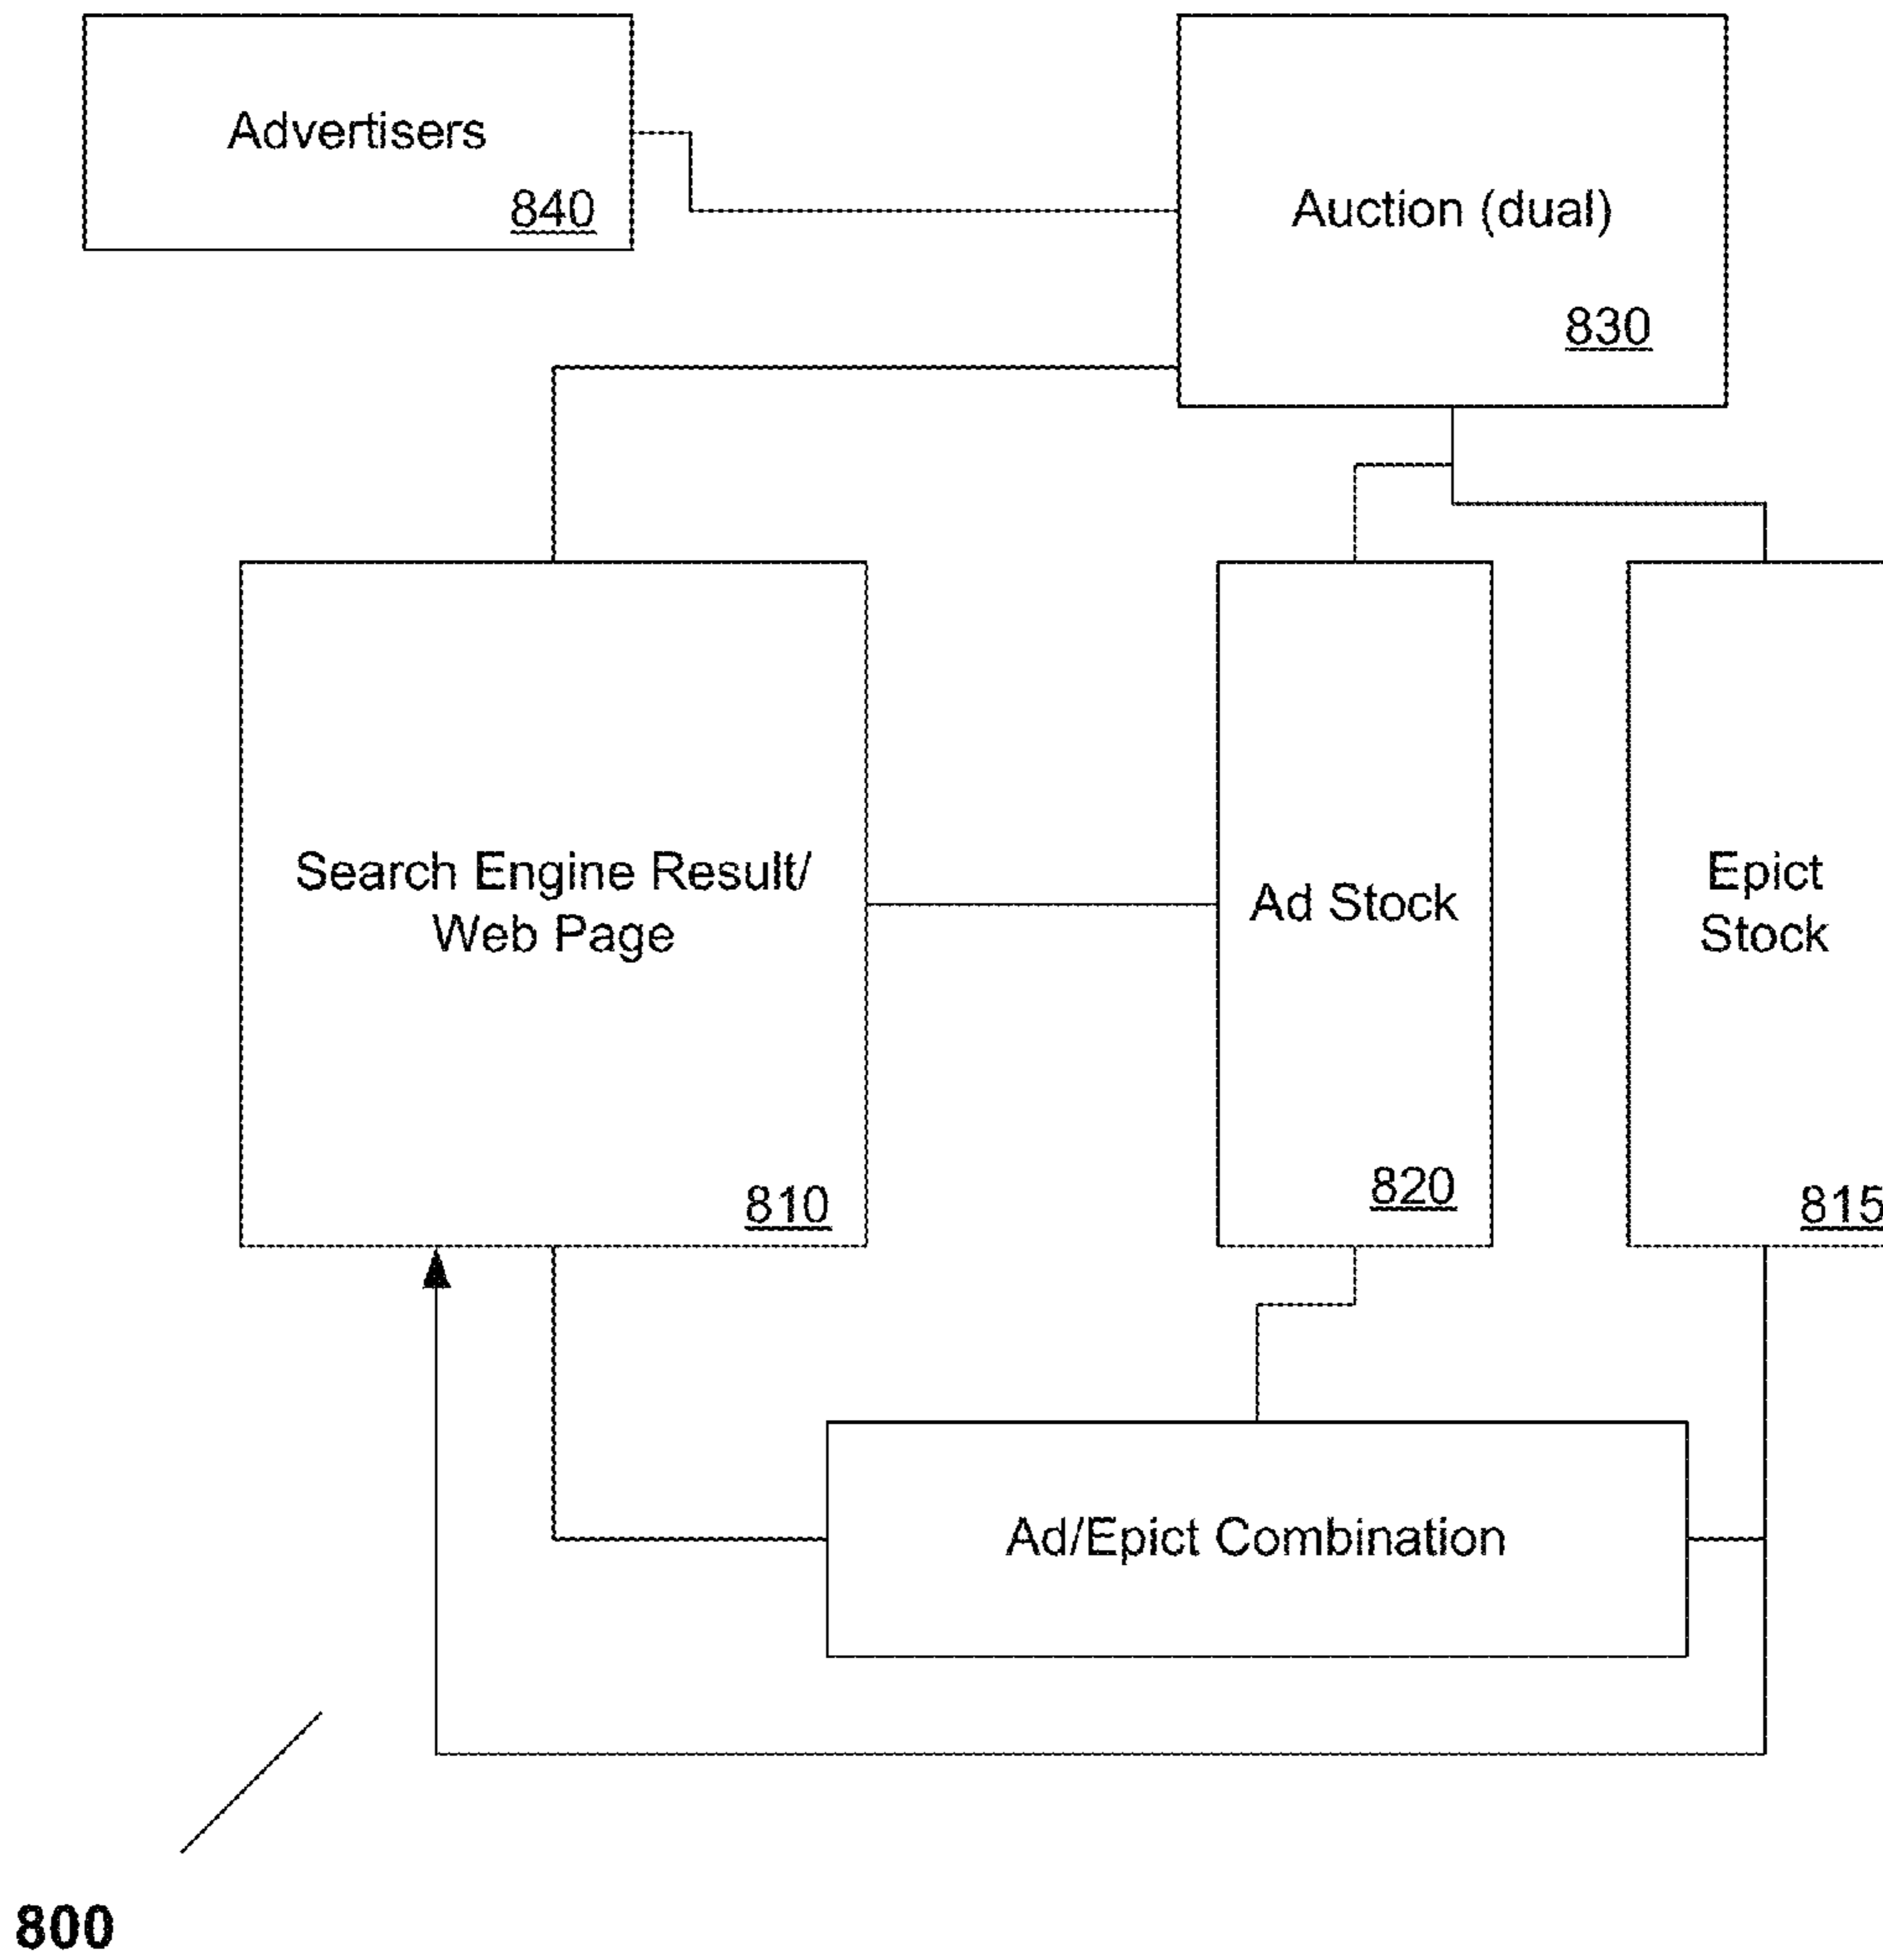 Advertisers
840
Auction (dual)
830
Search Engine Result/
Web Page
810
Ad Stock
820
Epict
Stock
815
Ad/Epict Combination
800